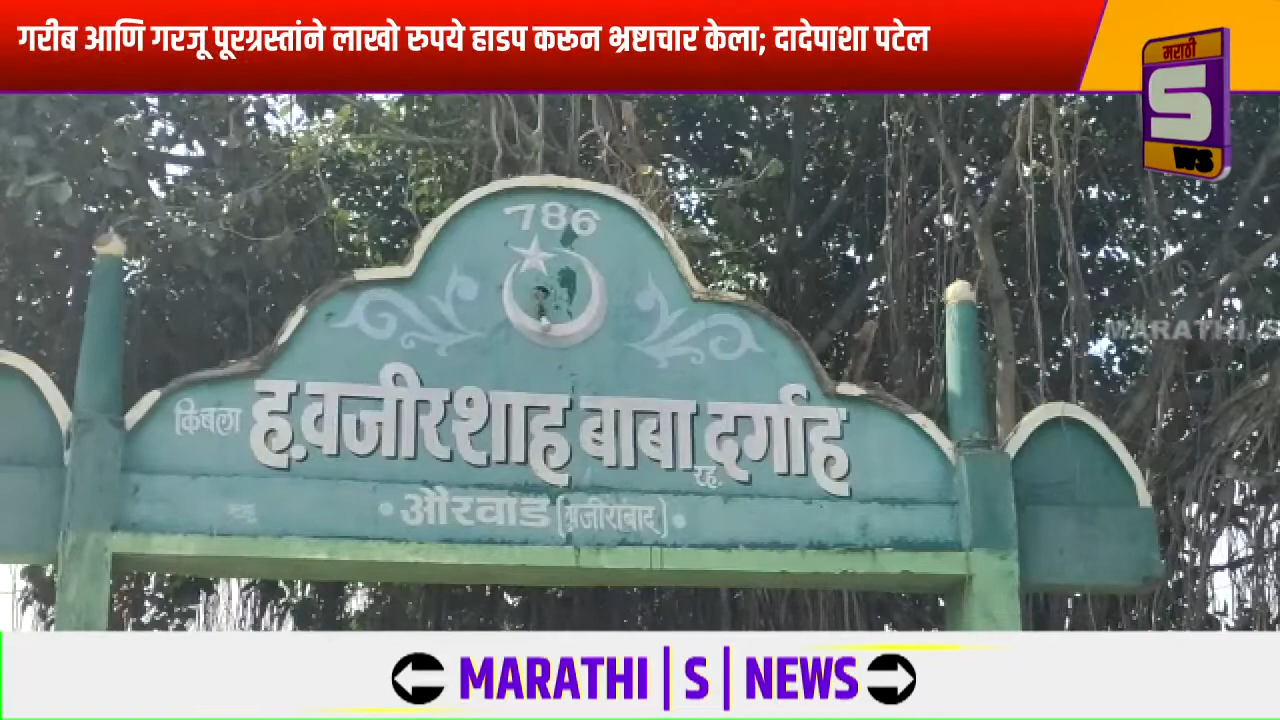 गरीब आणि गरजू पूरग्रस्तांने लाखो रुपये हाडप करून भ्रष्टाचार केला; दादेपाशा पटेल
मराठी
S
WS
786
MARATHI.S
किबला ह.वजीरशाह बाबा दर्गाह
रह.
औरवाड
MARATHI | S | NEWS